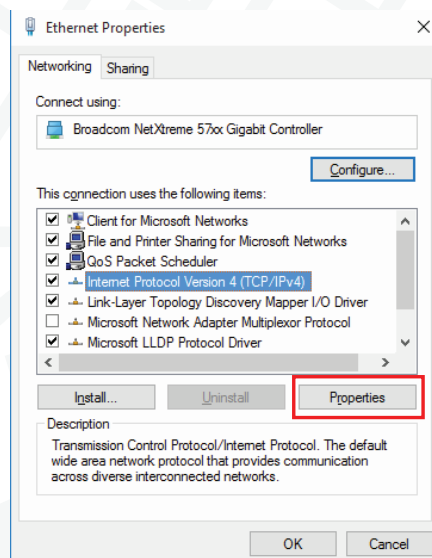 Ethernet Properties
Networking Sharing
Connect using:
Broadcom NetXtreme 57xx Gigabit Controller
Configure...
This connection uses the following items:
Client for Microsoft Networks
File and Printer Sharing for Microsoft Networks
QoS Packet Scheduler
Internet Protocol Version 4 (TCP/IPv4)
Link-Layer Topology Discovery Mapper I/O Driver
Microsoft Network Adapter Multiplexor Protocol
Microsoft LLDP Protocol Driver
Install... Uninstall Properties
Description
Transmission Control Protocol/Internet Protocol. The default
wide area network protocol that provides communication
across diverse interconnected networks.
OK Cancel